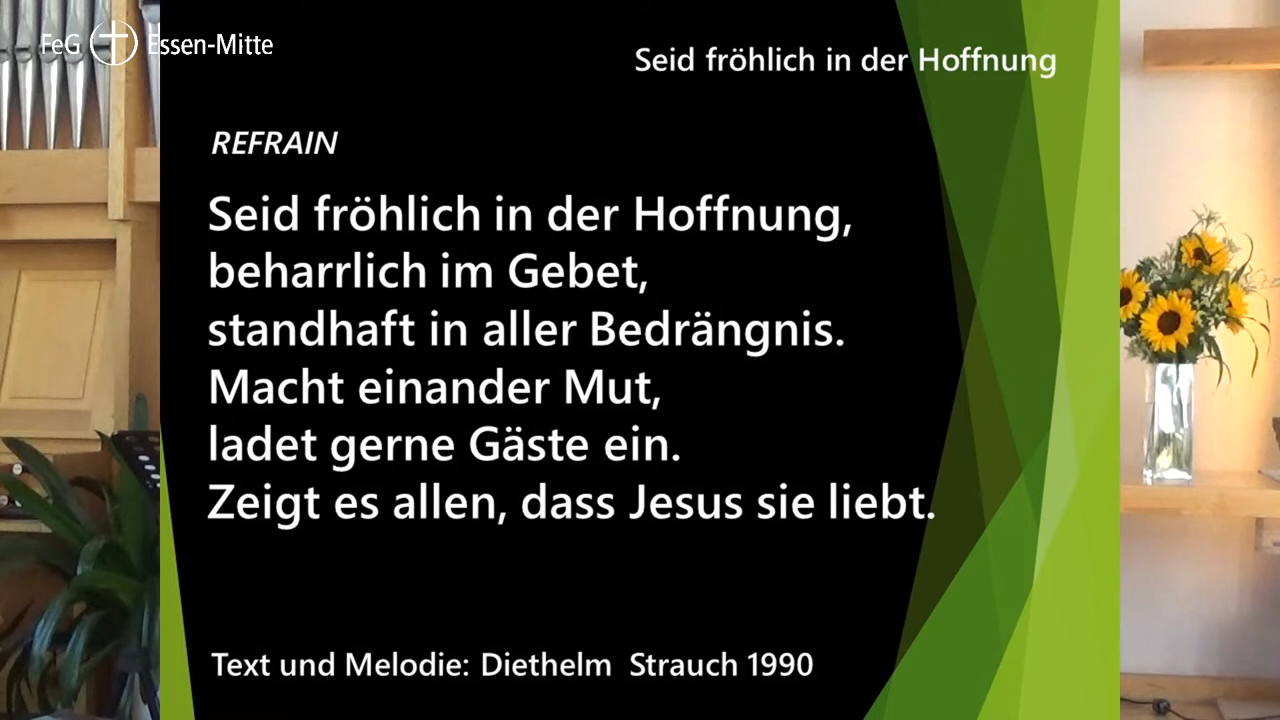 FeG Essen-Mitte
Seid fröhlich in der Hoffnung
REFRAIN
Seid fröhlich in der Hoffnung,
beharrlich im Gebet,
standhaft in aller Bedrängnis.
Macht einander Mut,
ladet gerne Gäste ein.
Zeigt es allen, dass Jesus sie liebt.
Text und Melodie: Diethelm Strauch 1990